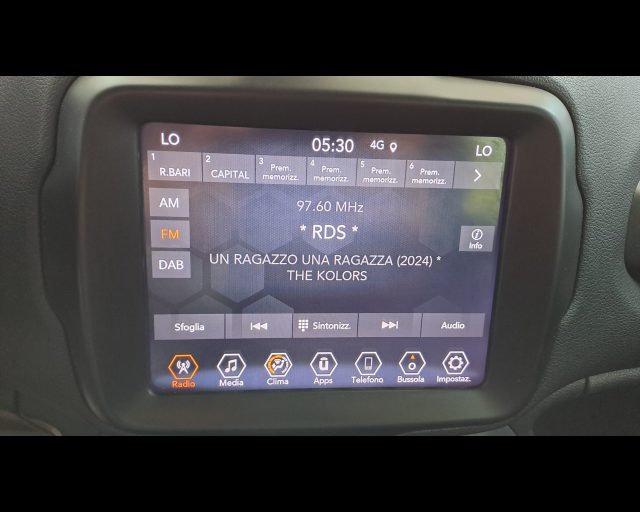 LO 05:30 4G LO
1 R.BARI
2 CAPITAL
3 Prem. memorizz.
4 Prem. memorizz.
5 Prem. memorizz.
6 Prem. memorizz.
AM
97.60 MHz
FM
* RDS *
Info
DAB
UN RAGAZZO UNA RAGAZZA (2024) *
THE KOLORS
Sfoglia Sintonizz. Audio
Radio Media Clima Apps Telefono Bussola Impostaz.